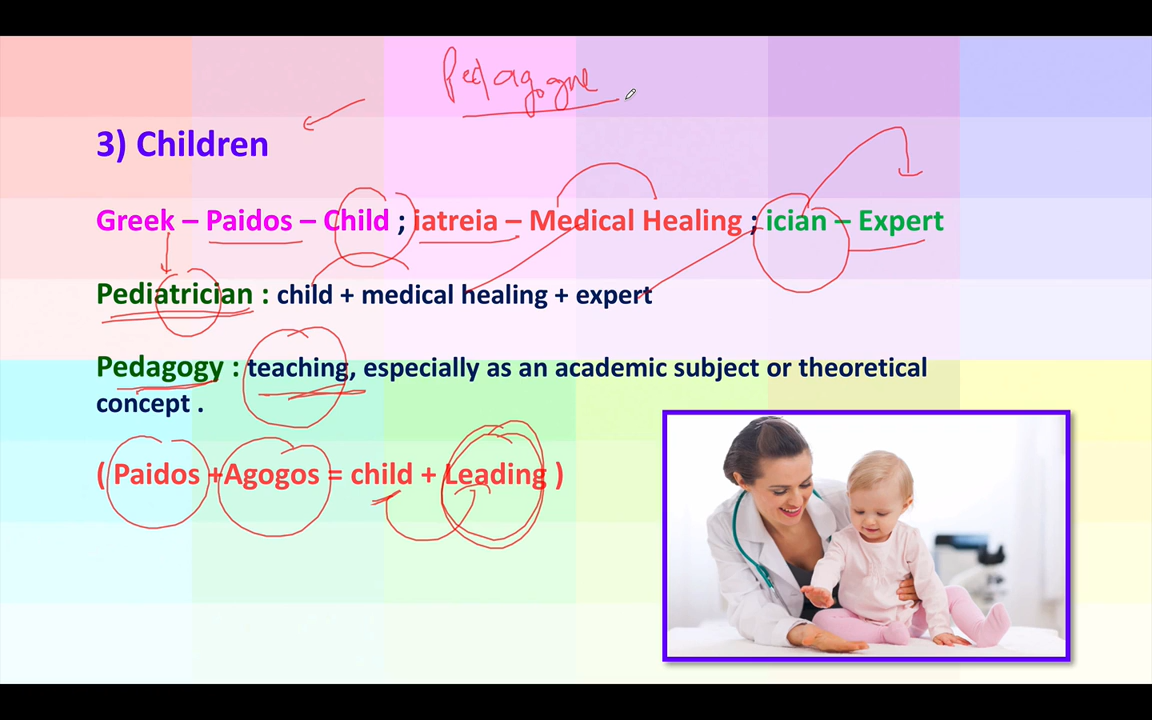 Pedagogue
3) Children
Greek – Paidos – Child ; iatreia – Medical Healing ; ician – Expert
Pediatrician : child + medical healing + expert
Pedagogy : teaching, especially as an academic subject or theoretical
concept .
( Paidos +Agogos = child + Leading )